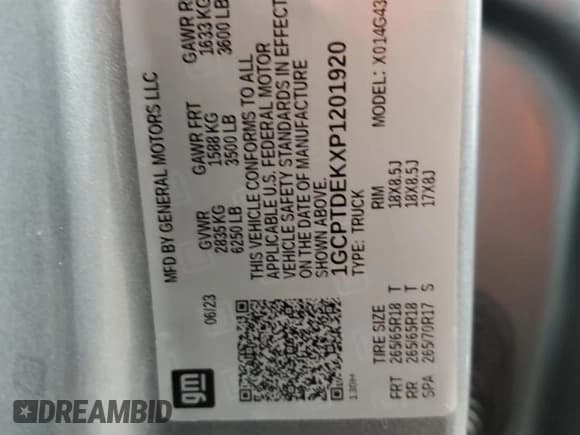 MFD BY GENERAL MOTORS LLC
06/23
GVWR GAWR FRT GAWR R
2835 KG 1588 KG 1633 KG
6250 LB 3500 LB 3600 LB
THIS VEHICLE CONFORMS TO ALL
APPLICABLE U.S. FEDERAL MOTOR
VEHICLE SAFETY STANDARDS IN EFFECT
ON THE DATE OF MANUFACTURE
SHOWN ABOVE.
1GCPTDEKXP1201920
TYPE: TRUCK MODEL: X014G43
TIRE SIZE RIM
FRT 265/65R18 T 18X8.5J
RR 265/65R18 T 18X8.5J
SPA 265/70R17 S 17X8J
gm
130H
DREAMBID